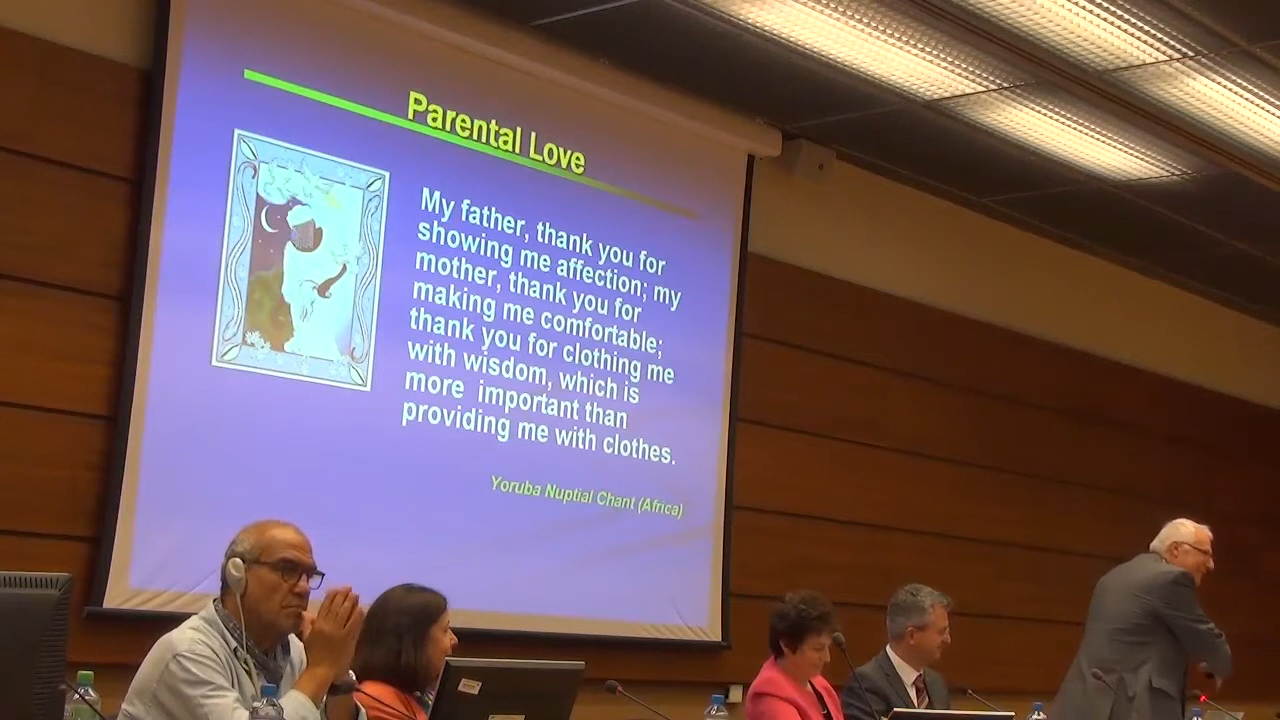 Parental Love
My father, thank you for
showing me affection; my
mother, thank you for
making me comfortable;
thank you for clothing me
with wisdom, which is
more important than
providing me with clothes.
Yoruba Nuptial Chant (Africa)